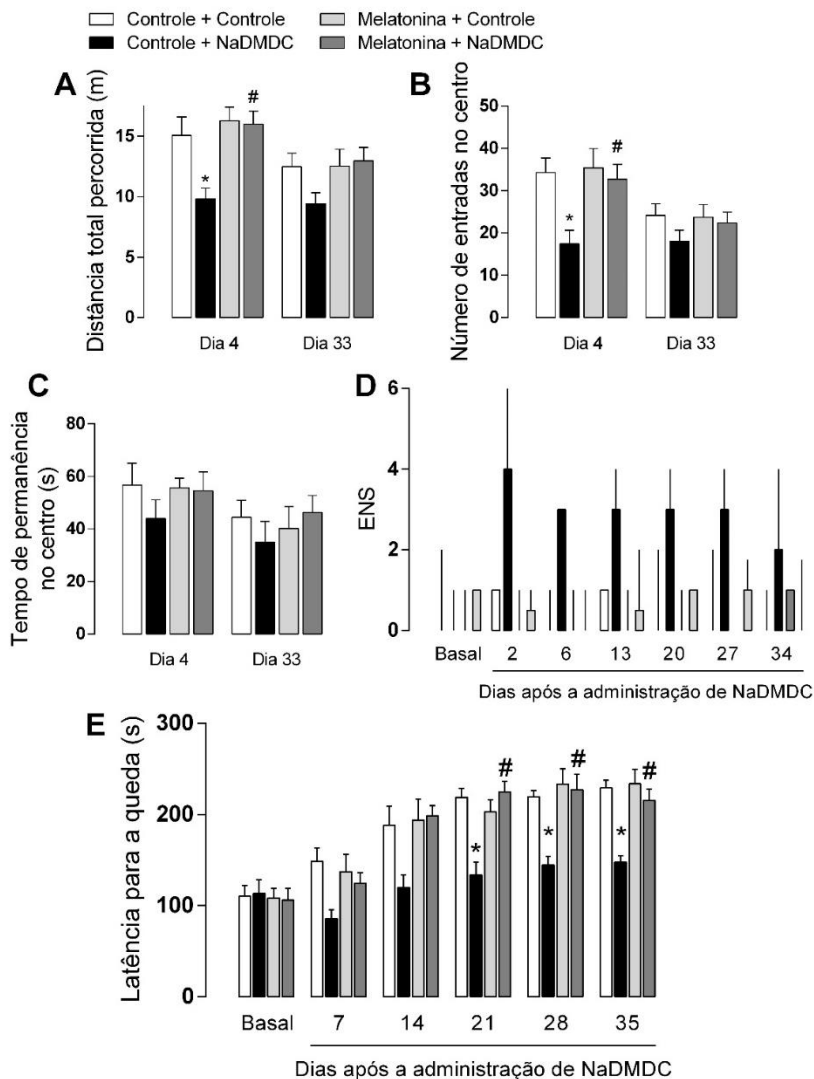 Controle + Controle
Melatonina + Controle
Controle + NaDMDC
Melatonina + NaDMDC
A
Distância total percorrida (m)
15
10
5
0
*
#
Dia 4
Dia 33
B
Número de entradas no centro
50
40
30
20
10
0
*
#
Dia 4
Dia 33
C
Tempo de permanência
no centro (s)
80
60
40
20
0
Dia 4
Dia 33
D
ENS
6
4
2
0
Basal
2
6
13
20
27
34
Dias após a administração de NaDMDC
E
Latência para a queda (s)
300
200
100
0
*
#
*
#
*
#
Basal
7
14
21
28
35
Dias após a administração de NaDMDC